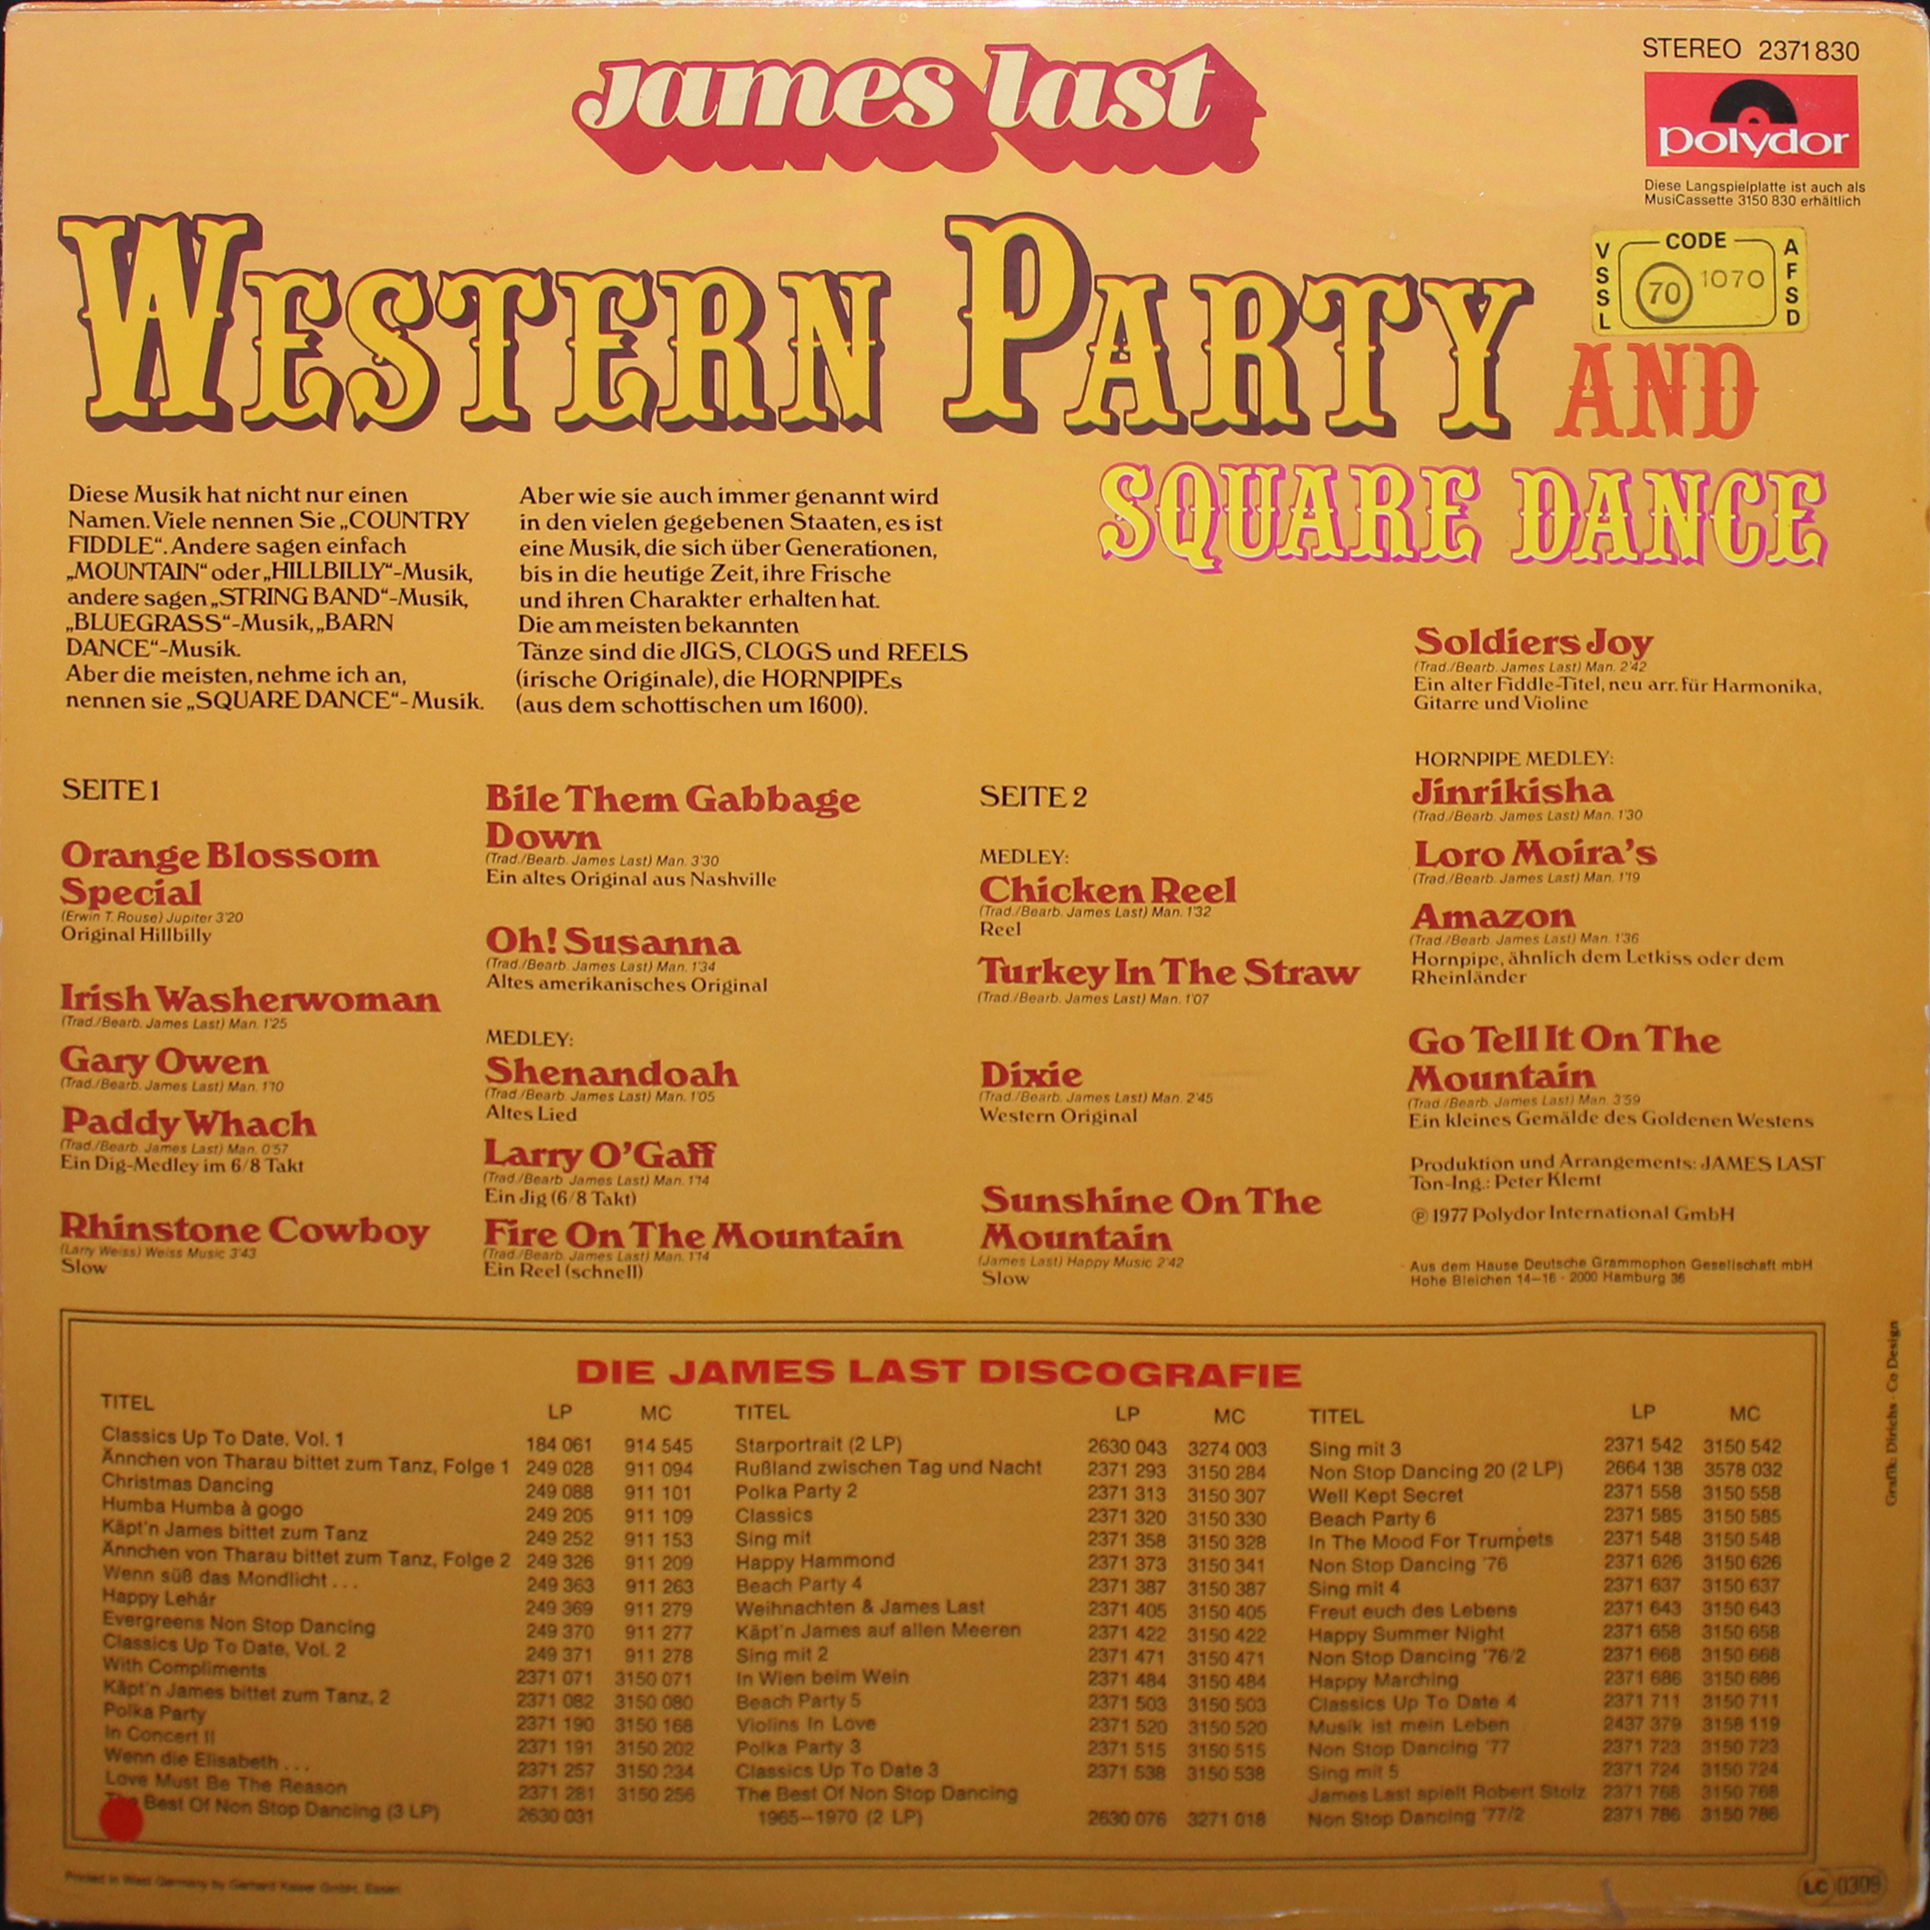 james last
STEREO 2371830
polydor
Diese Langspielplatte ist auch als
MusiCassette 3150 830 erhältlich
VSSL
CODE
70
1070
AFSD
WESTERN PARTY AND
SQUARE DANCE
Diese Musik hat nicht nur einen
Namen. Viele nennen Sie „COUNTRY
FIDDLE“. Andere sagen einfach
„MOUNTAIN“ oder „HILLBILLY“-Musik,
andere sagen „STRING BAND“-Musik,
„BLUEGRASS“-Musik, „BARN
DANCE“-Musik.
Aber die meisten, nehme ich an,
nennen sie „SQUARE DANCE“-Musik.
Aber wie sie auch immer genannt wird
in den vielen gegebenen Staaten, es ist
eine Musik, die sich über Generationen,
bis in die heutige Zeit, ihre Frische
und ihren Charakter erhalten hat.
Die am meisten bekannten
Tänze sind die JIGS, CLOGS und REELS
(irische Originale), die HORNPIPEs
(aus dem schottischen um 1600).
SEITE 1
Orange Blossom
Special
(Erwin T. Rouse) Jupiter 3'20
Original Hillbilly
Irish Washerwoman
(Trad./Bearb. James Last) Man. 1'25
Gary Owen
(Trad./Bearb. James Last) Man. 1'10
Paddy Whach
(Trad./Bearb. James Last) Man. 0'57
Ein Dig-Medley im 6/8 Takt
Rhinstone Cowboy
(Larry Weiss) Weiss Music 3'43
Slow
Bile Them Gabbage
Down
(Trad./Bearb. James Last) Man. 3'30
Ein altes Original aus Nashville
Oh! Susanna
(Trad./Bearb. James Last) Man. 1'34
Altes amerikanisches Original
MEDLEY:
Shenandoah
(Trad./Bearb. James Last) Man. 1'05
Altes Lied
Larry O'Gaff
(Trad./Bearb. James Last) Man. 1'14
Ein Jig (6/8 Takt)
Fire On The Mountain
(Trad./Bearb. James Last) Man. 1'14
Ein Reel (schnell)
SEITE 2
MEDLEY:
Chicken Reel
(Trad./Bearb. James Last) Man. 1'32
Reel
Turkey In The Straw
(Trad./Bearb. James Last) Man. 1'07
Dixie
(Trad./Bearb. James Last) Man. 2'45
Western Original
Sunshine On The
Mountain
(James Last) Happy Music 2'42
Slow
Soldiers Joy
(Trad./Bearb. James Last) Man. 2'42
Ein alter Fiddle-Titel, neu arr. für Harmonika,
Gitarre und Violine
HORNPIPE MEDLEY:
Jinrikisha
(Trad./Bearb. James Last) Man. 1'30
Loro Moira's
(Trad./Bearb. James Last) Man. 1'19
Amazon
(Trad./Bearb. James Last) Man. 1'36
Hornpipe, ähnlich dem Letkiss oder dem
Rheinländer
Go Tell It On The
Mountain
(Trad./Bearb. James Last) Man. 3'59
Ein kleines Gemälde des Goldenen Westens
Produktion und Arrangements: JAMES LAST
Ton-Ing.: Peter Klemt
℗ 1977 Polydor International GmbH
Aus dem Hause Deutsche Grammophon Gesellschaft mbH
Hohe Bleichen 14–16 · 2000 Hamburg 36
Grafik: Dirichs · Co Design
DIE JAMES LAST DISCOGRAFIE
TITEL LP MC
Classics Up To Date, Vol. 1 184 061 914 545
Ännchen von Tharau bittet zum Tanz, Folge 1 249 028 911 094
Christmas Dancing 249 088 911 101
Humba Humba à gogo 249 205 911 109
Käpt'n James bittet zum Tanz 249 252 911 153
Ännchen von Tharau bittet zum Tanz, Folge 2 249 326 911 209
Wenn süß das Mondlicht . . . 249 363 911 263
Happy Lehár 249 369 911 279
Evergreens Non Stop Dancing 249 370 911 277
Classics Up To Date, Vol. 2 249 371 911 278
With Compliments 2371 071 3150 071
Käpt'n James bittet zum Tanz, 2 2371 082 3150 080
Polka Party 2371 190 3150 168
In Concert II 2371 191 3150 202
Wenn die Elisabeth . . . 2371 257 3150 234
Love Must Be The Reason 2371 281 3150 256
Best Of Non Stop Dancing (3 LP) 2630 031
TITEL LP MC
Starportrait (2 LP) 2630 043 3274 003
Rußland zwischen Tag und Nacht 2371 293 3150 284
Polka Party 2 2371 313 3150 307
Classics 2371 320 3150 330
Sing mit 2371 358 3150 328
Happy Hammond 2371 373 3150 341
Beach Party 4 2371 387 3150 387
Weihnachten & James Last 2371 405 3150 405
Käpt'n James auf allen Meeren 2371 422 3150 422
Sing mit 2 2371 471 3150 471
In Wien beim Wein 2371 484 3150 484
Beach Party 5 2371 503 3150 503
Violins In Love 2371 520 3150 520
Polka Party 3 2371 515 3150 515
Classics Up To Date 3 2371 538 3150 538
The Best Of Non Stop Dancing
1965–1970 (2 LP) 2630 076 3271 018
TITEL LP MC
Sing mit 3 2371 542 3150 542
Non Stop Dancing 20 (2 LP) 2664 138 3578 032
Well Kept Secret 2371 558 3150 558
Beach Party 6 2371 585 3150 585
In The Mood For Trumpets 2371 548 3150 548
Non Stop Dancing '76 2371 626 3150 626
Sing mit 4 2371 637 3150 637
Freut euch des Lebens 2371 643 3150 643
Happy Summer Night 2371 658 3150 658
Non Stop Dancing '76/2 2371 668 3150 668
Happy Marching 2371 686 3150 686
Classics Up To Date 4 2371 711 3150 711
Musik ist mein Leben 2437 379 3158 119
Non Stop Dancing '77 2371 723 3150 723
Sing mit 5 2371 724 3150 724
James Last spielt Robert Stolz 2371 768 3150 768
Non Stop Dancing '77/2 2371 786 3150 786
Printed in West Germany by Gerhard Kaiser GmbH, Essen
LC 0309